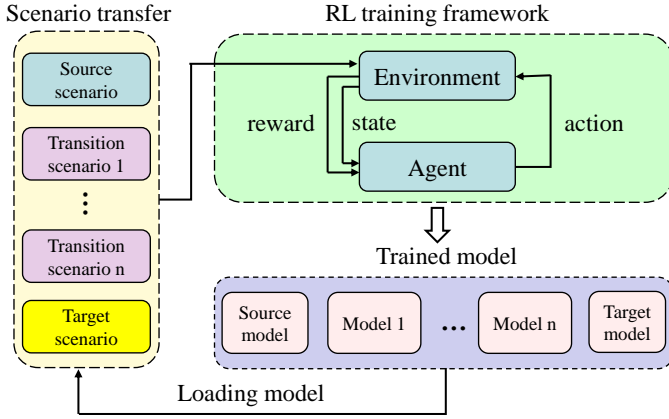 Scenario transfer
Source
scenario
Transition
scenario 1
⋮
Transition
scenario n
Target
scenario
RL training framework
Environment
reward
state
action
Agent
Trained model
Source
model
Model 1
...
Model n
Target
model
Loading model